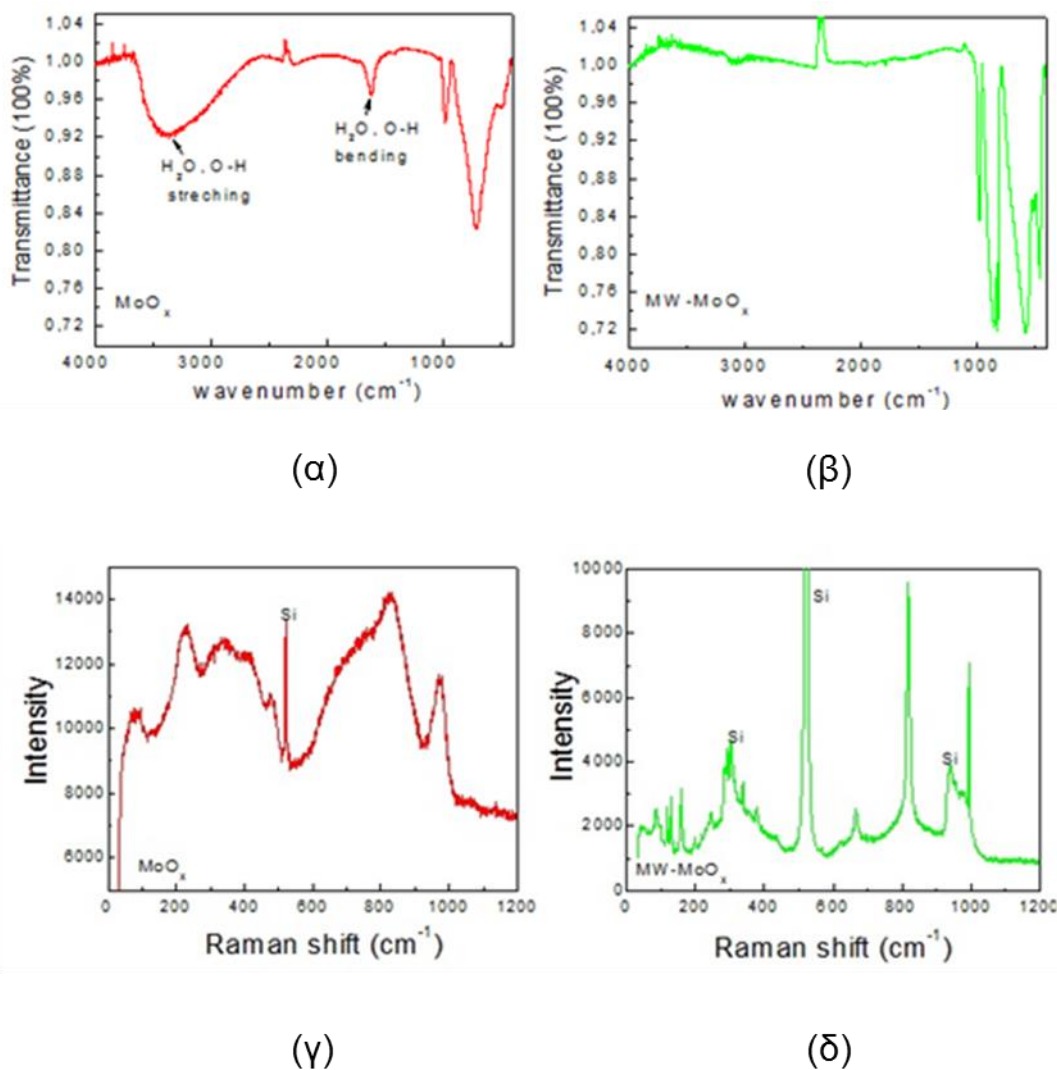 1.04
1.00
0,96
0,92
0,88
0,84
0,80
0,76
0,72
Transmittance (100%)
H2O, O-H
streching
H2O, O-H
bending
MoOx
4000 3000 2000 1000
wavenumber (cm-1)
(α)
1.04
1.00
0,96
0,92
0,88
0,84
0,80
0,76
0,72
Transmittance (100%)
MW-MoOx
4000 3000 2000 1000
wavenumber (cm-1)
(β)
14000
12000
10000
8000
6000
Intensity
Si
MoOx
0 200 400 600 800 1000 1200
Raman shift (cm-1)
(γ)
10000
8000
6000
4000
2000
0
Intensity
Si
Si
Si
MW-MoOx
0 200 400 600 800 1000 1200
Raman shift (cm-1)
(δ)